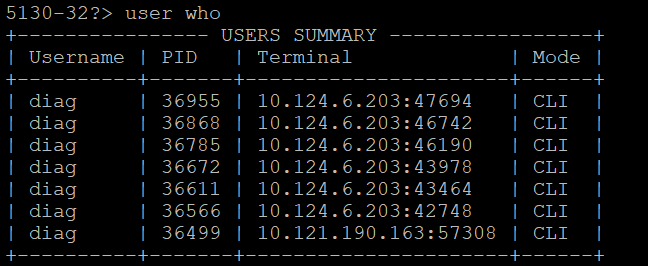 5130-32?> user who
+---------------- USERS SUMMARY -----------------+
| Username | PID   | Terminal             | Mode |
+----------+-------+----------------------+------+
| diag     | 36955 | 10.124.6.203:47694   | CLI  |
| diag     | 36868 | 10.124.6.203:46742   | CLI  |
| diag     | 36785 | 10.124.6.203:46190   | CLI  |
| diag     | 36672 | 10.124.6.203:43978   | CLI  |
| diag     | 36611 | 10.124.6.203:43464   | CLI  |
| diag     | 36566 | 10.124.6.203:42748   | CLI  |
| diag     | 36499 | 10.121.190.163:57308 | CLI  |
+----------+-------+----------------------+------+